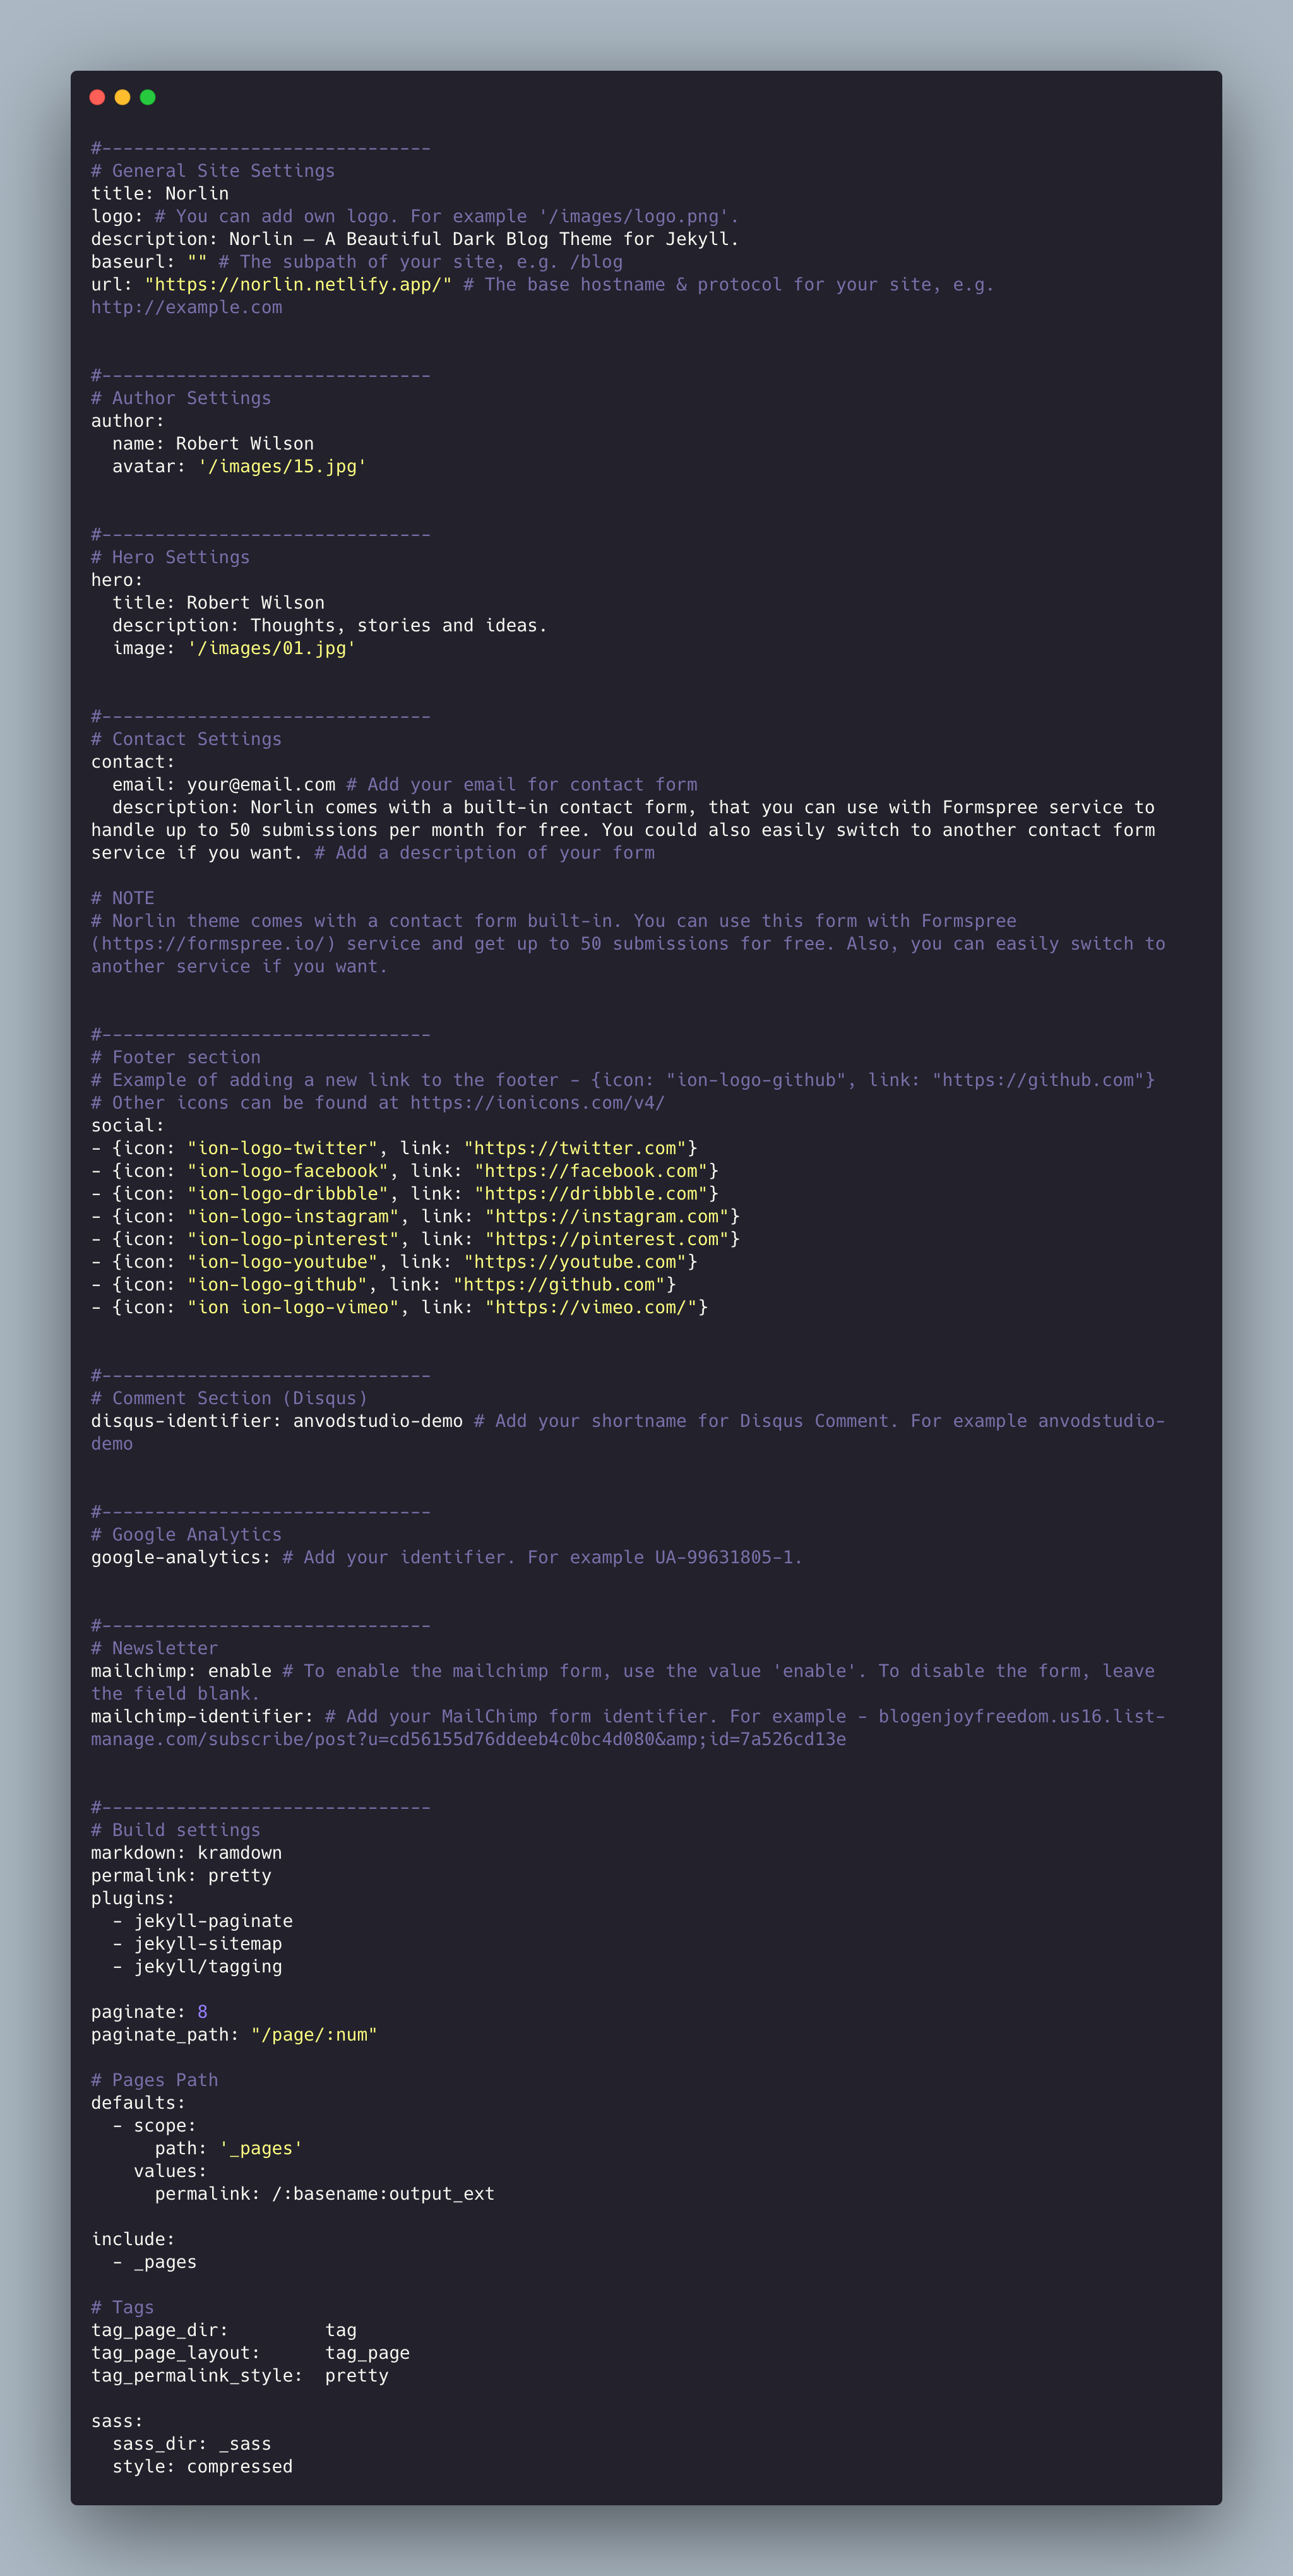 #-------------------------------
# General Site Settings
title: Norlin
logo: # You can add own logo. For example '/images/logo.png'.
description: Norlin – A Beautiful Dark Blog Theme for Jekyll.
baseurl: "" # The subpath of your site, e.g. /blog
url: "https://norlin.netlify.app/" # The base hostname & protocol for your site, e.g.
http://example.com
#-------------------------------
# Author Settings
author:
  name: Robert Wilson
  avatar: '/images/15.jpg'
#-------------------------------
# Hero Settings
hero:
  title: Robert Wilson
  description: Thoughts, stories and ideas.
  image: '/images/01.jpg'
#-------------------------------
# Contact Settings
contact:
  email: your@email.com # Add your email for contact form
  description: Norlin comes with a built-in contact form, that you can use with Formspree service to
handle up to 50 submissions per month for free. You could also easily switch to another contact form
service if you want. # Add a description of your form
# NOTE
# Norlin theme comes with a contact form built-in. You can use this form with Formspree
(https://formspree.io/) service and get up to 50 submissions for free. Also, you can easily switch to
another service if you want.
#-------------------------------
# Footer section
# Example of adding a new link to the footer - {icon: "ion-logo-github", link: "https://github.com"}
# Other icons can be found at https://ionicons.com/v4/
social:
- {icon: "ion-logo-twitter", link: "https://twitter.com"}
- {icon: "ion-logo-facebook", link: "https://facebook.com"}
- {icon: "ion-logo-dribbble", link: "https://dribbble.com"}
- {icon: "ion-logo-instagram", link: "https://instagram.com"}
- {icon: "ion-logo-pinterest", link: "https://pinterest.com"}
- {icon: "ion-logo-youtube", link: "https://youtube.com"}
- {icon: "ion-logo-github", link: "https://github.com"}
- {icon: "ion ion-logo-vimeo", link: "https://vimeo.com/"}
#-------------------------------
# Comment Section (Disqus)
disqus-identifier: anvodstudio-demo # Add your shortname for Disqus Comment. For example anvodstudio-
demo
#-------------------------------
# Google Analytics
google-analytics: # Add your identifier. For example UA-99631805-1.
#-------------------------------
# Newsletter
mailchimp: enable # To enable the mailchimp form, use the value 'enable'. To disable the form, leave
the field blank.
mailchimp-identifier: # Add your MailChimp form identifier. For example - blogenjoyfreedom.us16.list-
manage.com/subscribe/post?u=cd56155d76ddeeb4c0bc4d080&amp;id=7a526cd13e
#-------------------------------
# Build settings
markdown: kramdown
permalink: pretty
plugins:
  - jekyll-paginate
  - jekyll-sitemap
  - jekyll/tagging
paginate: 8
paginate_path: "/page/:num"
# Pages Path
defaults:
  - scope:
      path: '_pages'
    values:
      permalink: /:basename:output_ext
include:
  - _pages
# Tags
tag_page_dir:         tag
tag_page_layout:      tag_page
tag_permalink_style:  pretty
sass:
  sass_dir: _sass
  style: compressed